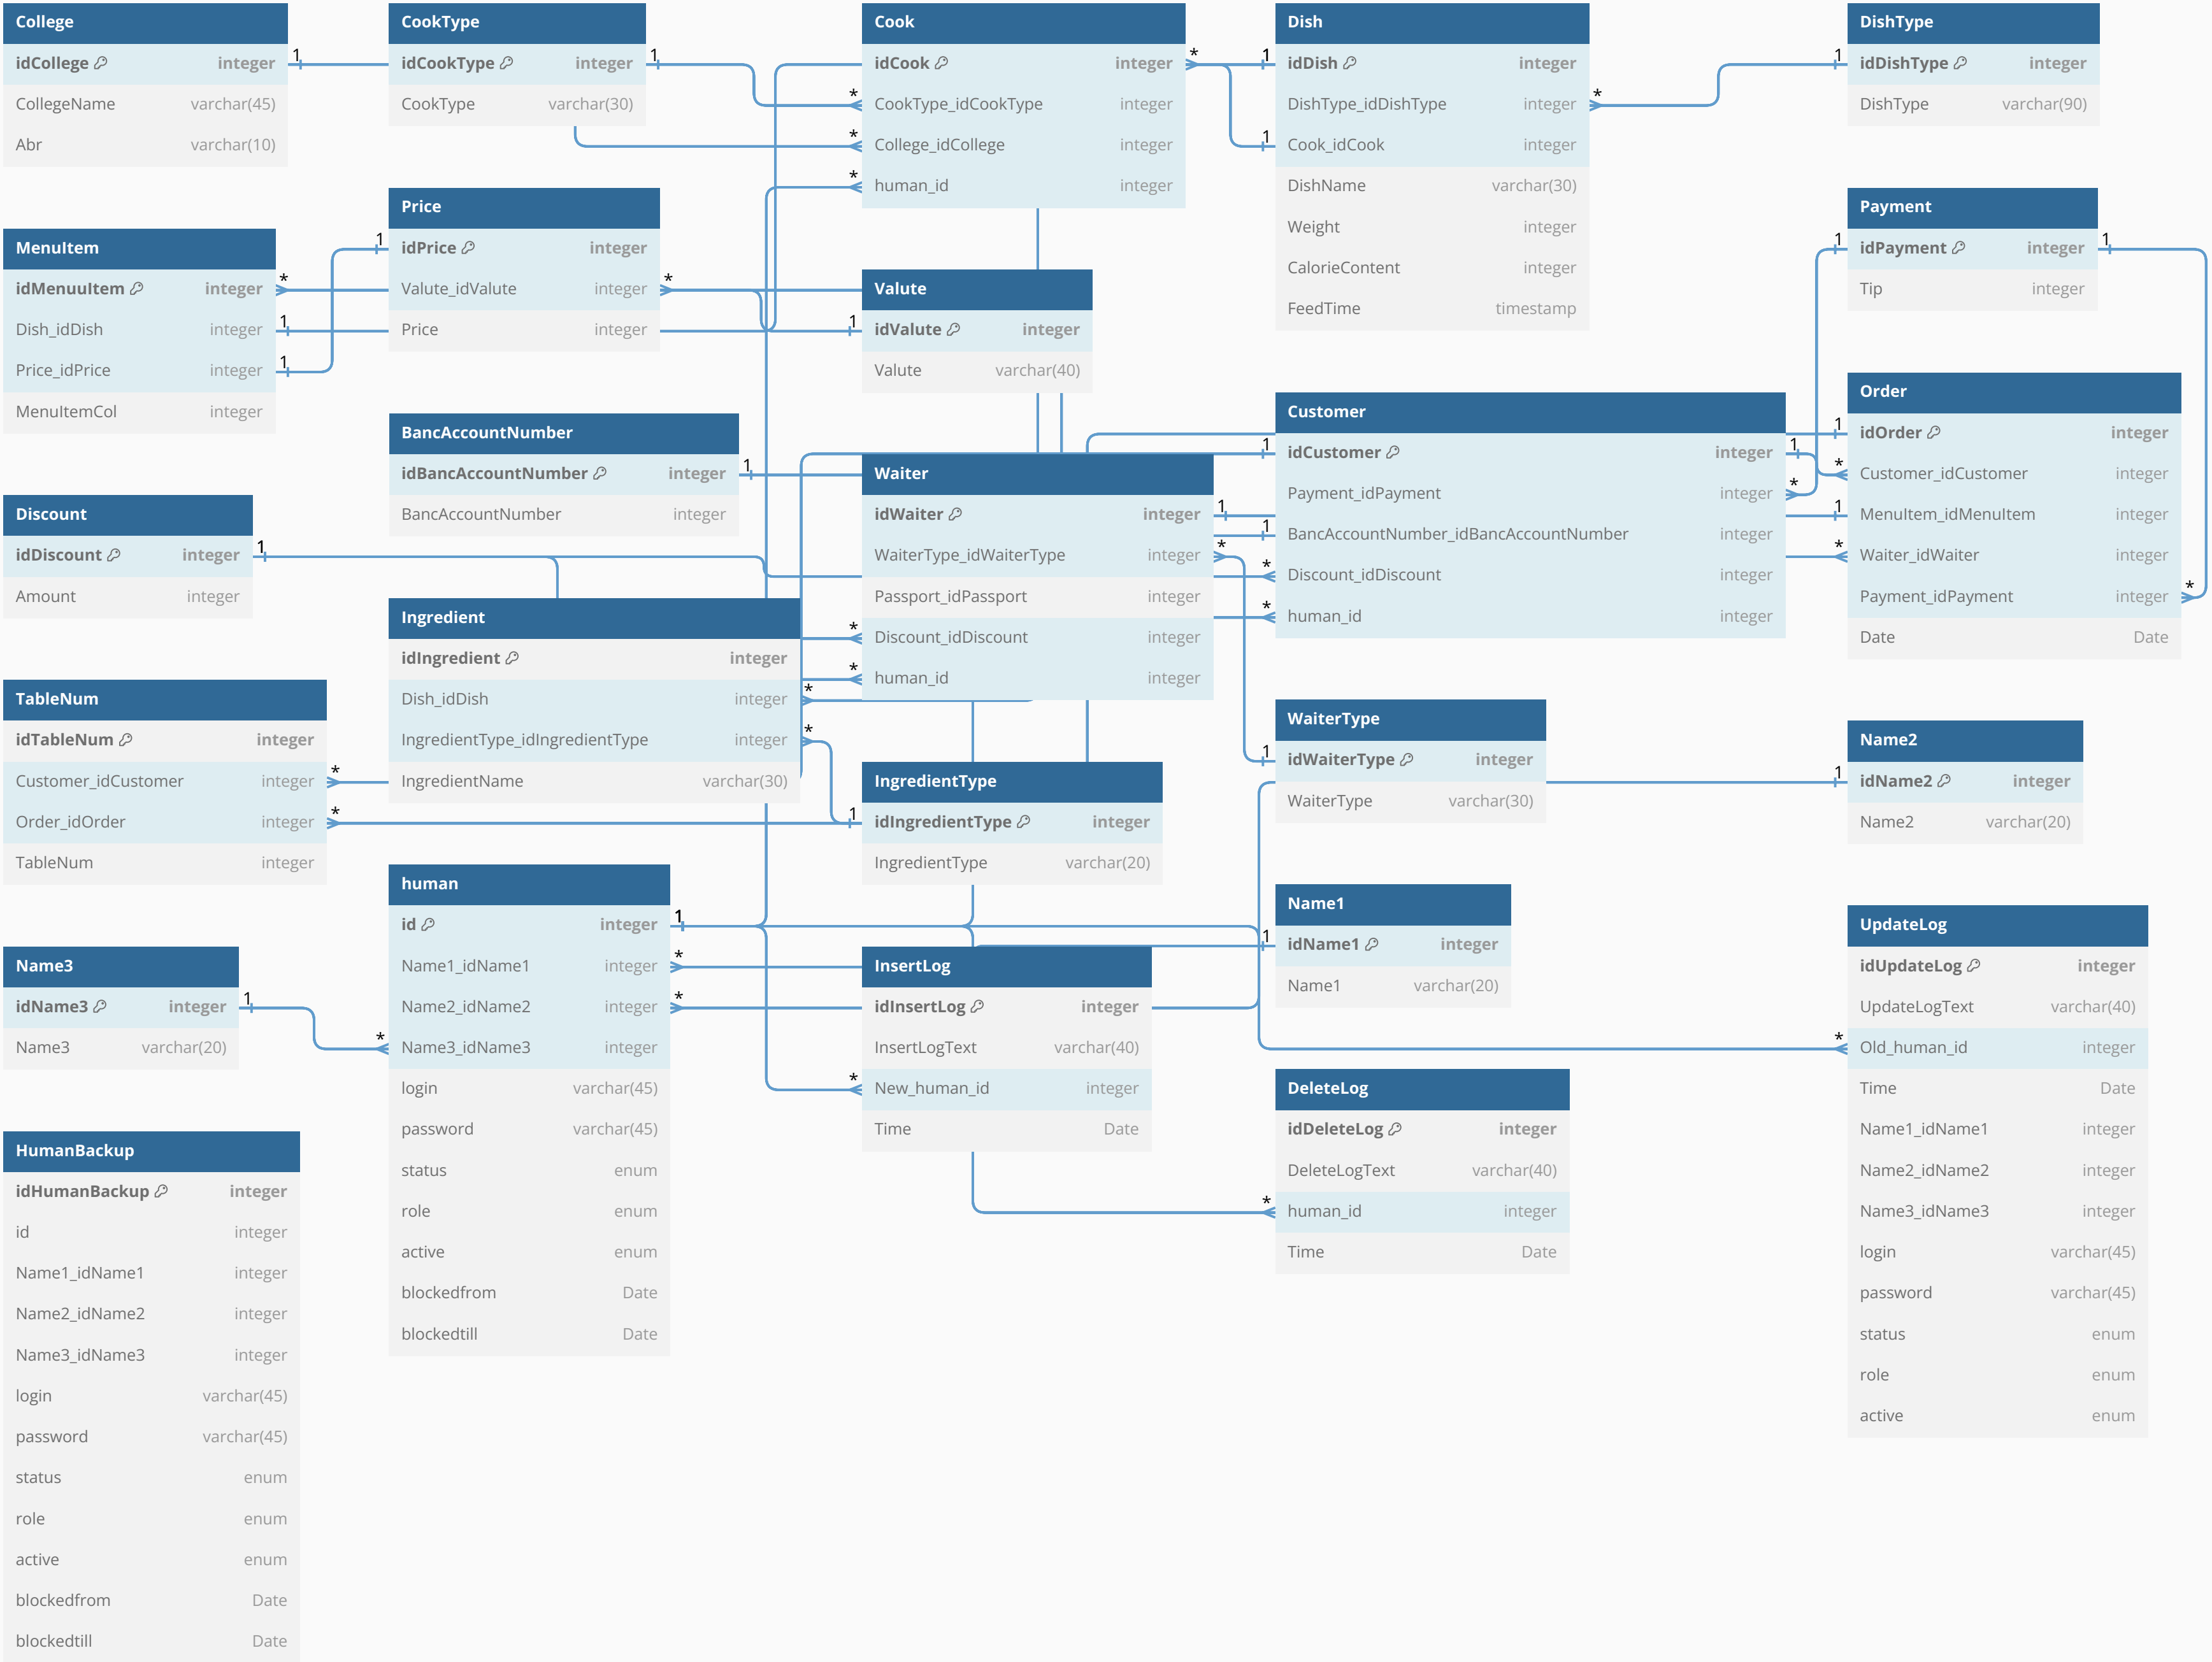 College
idCollege integer
CollegeName varchar(45)
Abr varchar(10)
CookType
idCookType integer
CookType varchar(30)
Cook
idCook integer
CookType_idCookType integer
College_idCollege integer
human_id integer
Dish
idDish integer
DishType_idDishType integer
Cook_idCook integer
DishName varchar(30)
Weight integer
CalorieContent integer
FeedTime timestamp
DishType
idDishType integer
DishType varchar(90)
MenuItem
idMenuuItem integer
Dish_idDish integer
Price_idPrice integer
MenuItemCol integer
Price
idPrice integer
Valute_idValute integer
Price integer
Valute
idValute integer
Valute varchar(40)
Payment
idPayment integer
Tip integer
BancAccountNumber
idBancAccountNumber integer
BancAccountNumber integer
Customer
idCustomer integer
Payment_idPayment integer
BancAccountNumber_idBancAccountNumber integer
Discount_idDiscount integer
human_id integer
Order
idOrder integer
Customer_idCustomer integer
MenuItem_idMenuItem integer
Waiter_idWaiter integer
Payment_idPayment integer
Date Date
Discount
idDiscount integer
Amount integer
Waiter
idWaiter integer
WaiterType_idWaiterType integer
Passport_idPassport integer
Discount_idDiscount integer
human_id integer
Ingredient
idIngredient integer
Dish_idDish integer
IngredientType_idIngredientType integer
IngredientName varchar(30)
TableNum
idTableNum integer
Customer_idCustomer integer
Order_idOrder integer
TableNum integer
IngredientType
idIngredientType integer
IngredientType varchar(20)
WaiterType
idWaiterType integer
WaiterType varchar(30)
Name2
idName2 integer
Name2 varchar(20)
Name3
idName3 integer
Name3 varchar(20)
human
id integer
Name1_idName1 integer
Name2_idName2 integer
Name3_idName3 integer
login varchar(45)
password varchar(45)
status enum
role enum
active enum
blockedfrom Date
blockedtill Date
InsertLog
idInsertLog integer
InsertLogText varchar(40)
New_human_id integer
Time Date
Name1
idName1 integer
Name1 varchar(20)
DeleteLog
idDeleteLog integer
DeleteLogText varchar(40)
human_id integer
Time Date
UpdateLog
idUpdateLog integer
UpdateLogText varchar(40)
Old_human_id integer
Time Date
Name1_idName1 integer
Name2_idName2 integer
Name3_idName3 integer
login varchar(45)
password varchar(45)
status enum
role enum
active enum
HumanBackup
idHumanBackup integer
id integer
Name1_idName1 integer
Name2_idName2 integer
Name3_idName3 integer
login varchar(45)
password varchar(45)
status enum
role enum
active enum
blockedfrom Date
blockedtill Date